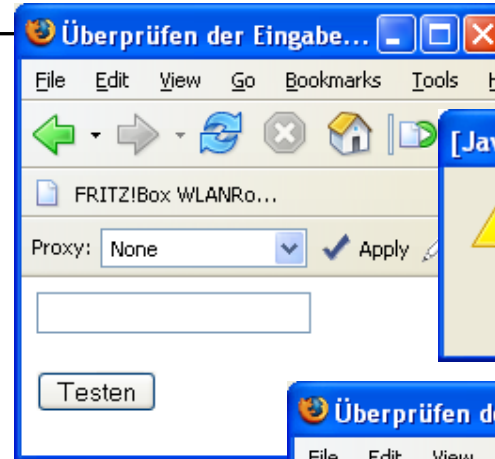 Überprüfen der Eingabe...
File Edit View Go Bookmarks Tools
[Jav
FRITZ!Box WLANRo...
Proxy: None Apply
Testen
Überprüfen d
File Edit View